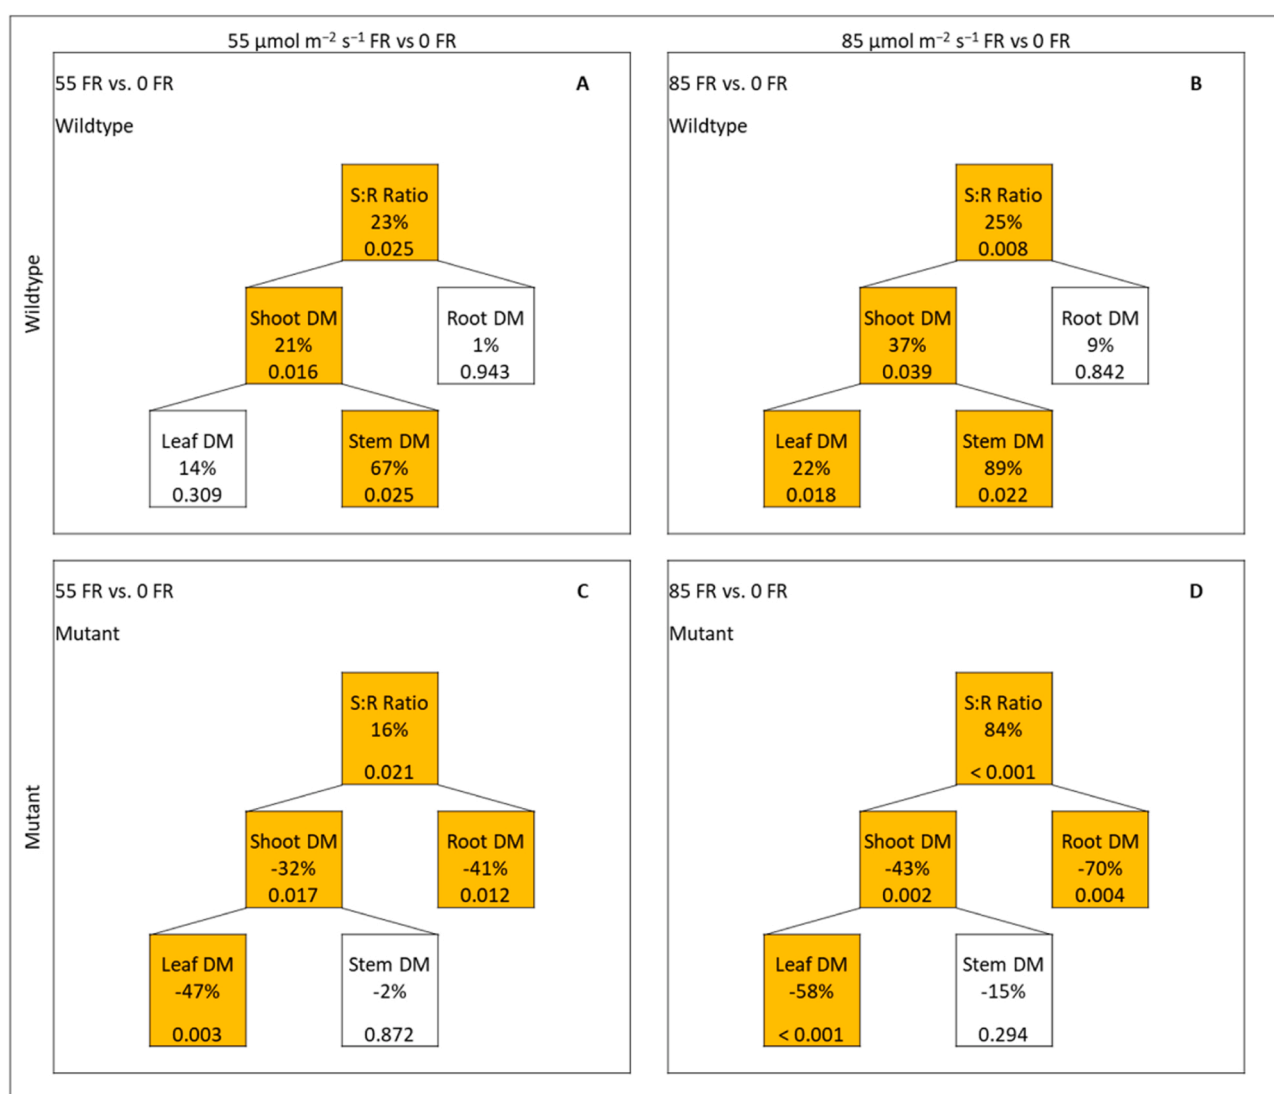 55 µmol m⁻² s⁻¹ FR vs 0 FR
85 µmol m⁻² s⁻¹ FR vs 0 FR
Wildtype
55 FR vs. 0 FR
A
Wildtype
S:R Ratio
23%
0.025
Shoot DM
21%
0.016
Root DM
1%
0.943
Leaf DM
14%
0.309
Stem DM
67%
0.025
85 FR vs. 0 FR
B
Wildtype
S:R Ratio
25%
0.008
Shoot DM
37%
0.039
Root DM
9%
0.842
Leaf DM
22%
0.018
Stem DM
89%
0.022
Mutant
55 FR vs. 0 FR
C
Mutant
S:R Ratio
16%
0.021
Shoot DM
-32%
0.017
Root DM
-41%
0.012
Leaf DM
-47%
0.003
Stem DM
-2%
0.872
85 FR vs. 0 FR
D
Mutant
S:R Ratio
84%
< 0.001
Shoot DM
-43%
0.002
Root DM
-70%
0.004
Leaf DM
-58%
< 0.001
Stem DM
-15%
0.294